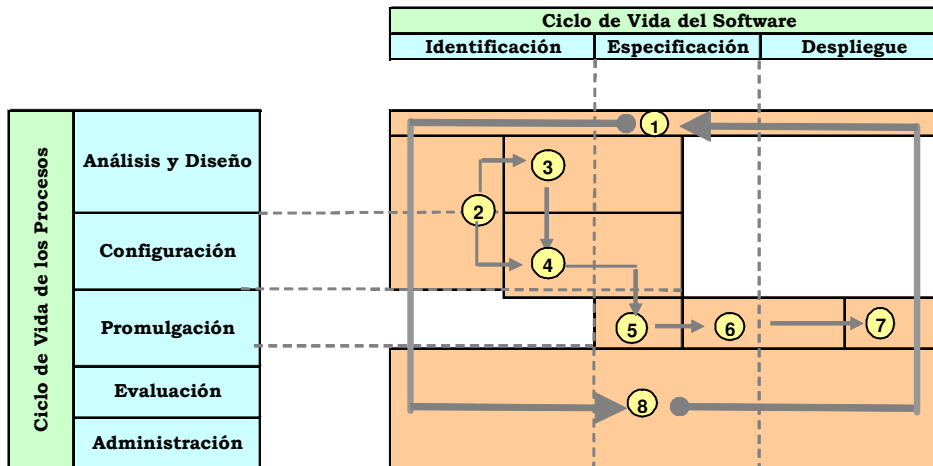 Ciclo de Vida del Software
Identificación Especificación Despliegue
Ciclo de Vida de los Procesos
Análisis y Diseño
Configuración
Promulgación
Evaluación
Administración
1
3
2
4
5 6 7
8